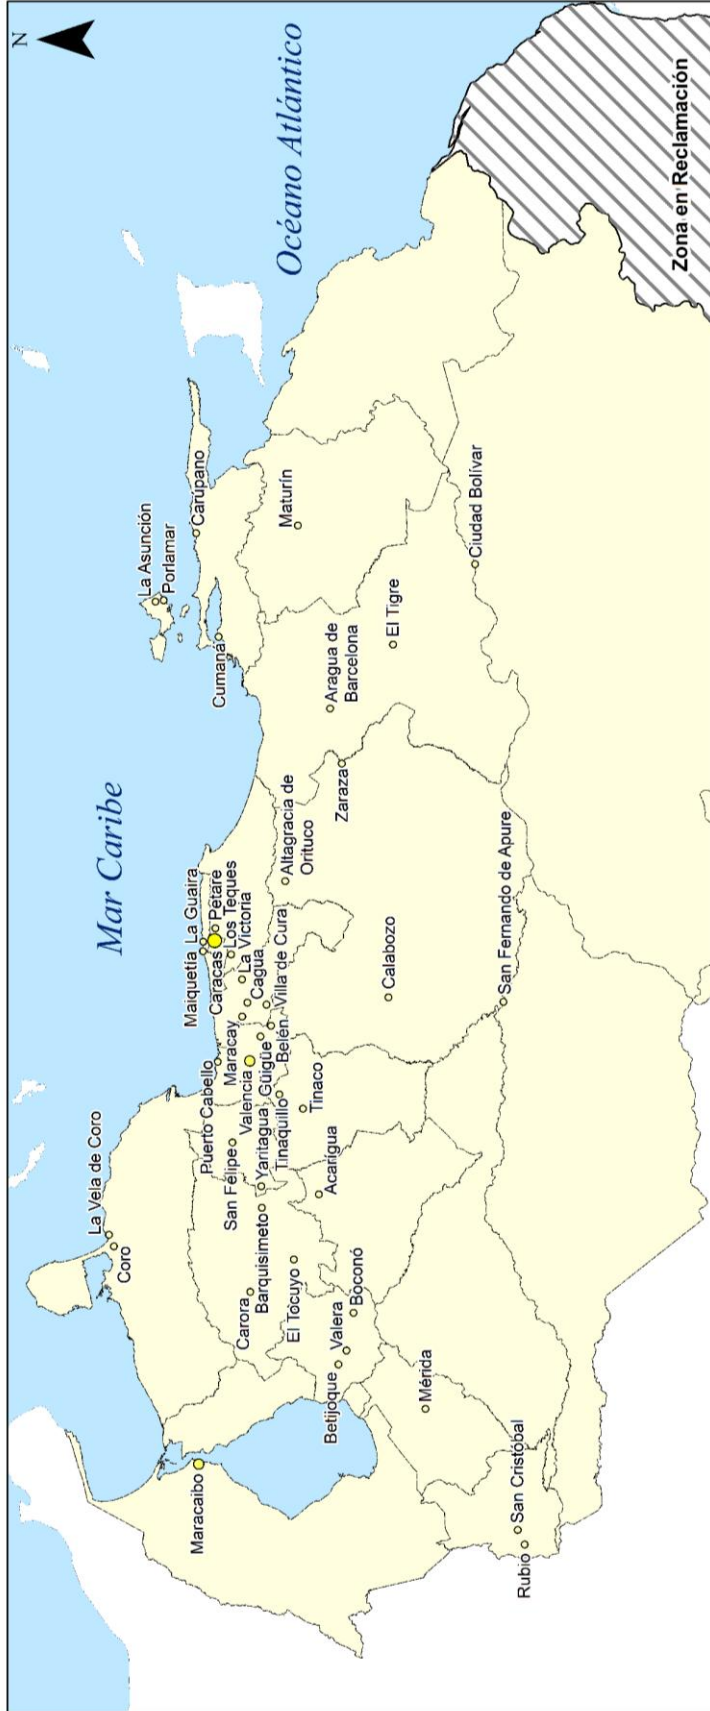 N
Océano Atlántico
Mar Caribe
Zona en Reclamación
La Asunción
Porlamar
Carúpano
Cumaná
Maturín
Ciudad Bolívar
El Tigre
Aragua de
Barcelona
Zaraza
Altagracia de
Orituco
Maiquetía
La Guaira
Caracas
Petare
Los Teques
La Victoria
Cagua
Villa de Cura
Maracay
Belén
Güigüe
Valencia
Puerto Cabello
Calabozo
San Fernando de Apure
Tinaquillo
Tinaco
San Felipe
Yaritagua
Barquisimeto
Acarigua
La Vela de Coro
Coro
Carora
El Tocuyo
Betijoque
Valera
Boconó
Mérida
Maracaibo
San Cristóbal
Rubio